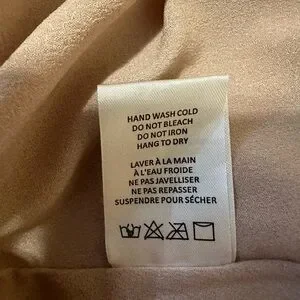 HAND WASH COLD
DO NOT BLEACH
DO NOT IRON
HANG TO DRY
LAVER À LA MAIN
À L'EAU FROIDE
NE PAS JAVELLISER
NE PAS REPASSER
SUSPENDRE POUR SÉCHER